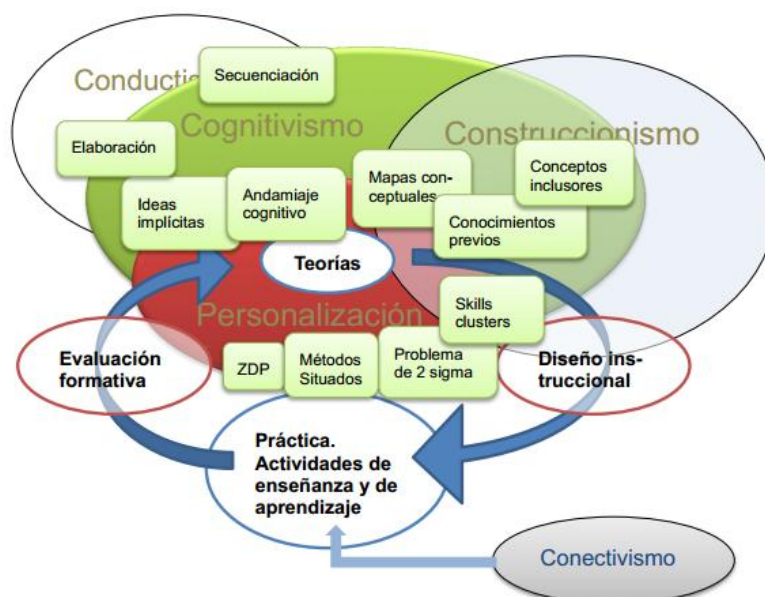 Secuenciación
Conductis
Cognitivismo
Elaboración
Construccionismo
Mapas con-
ceptuales
Conceptos
inclusores
Ideas
implícitas
Andamiaje
cognitivo
Conocimientos
previos
Teorías
Personalización
Skills
clusters
Evaluación
formativa
ZDP
Métodos
Situados
Problema
de 2 sigma
Diseño ins-
truccional
Práctica.
Actividades de
enseñanza y de
aprendizaje
Conectivismo